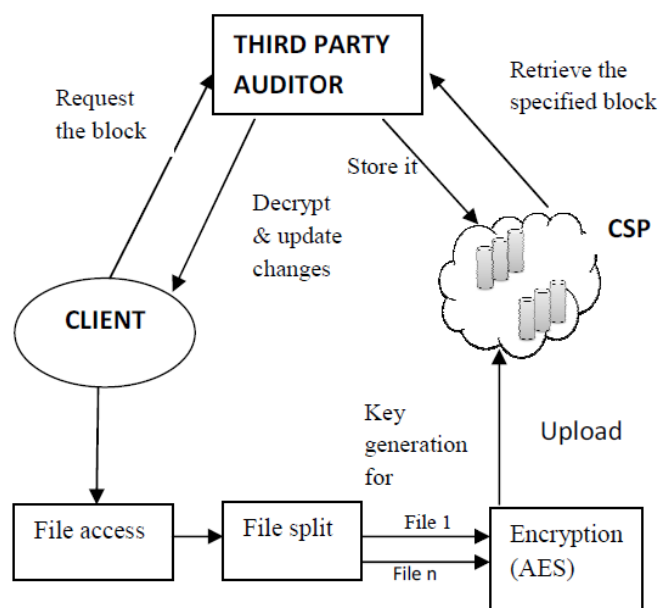 THIRD PARTY
AUDITOR
Request
the block
Retrieve the
specified block
Store it
Decrypt
& update
changes
CSP
CLIENT
Key
generation
for
Upload
File access
File split
File 1
File n
Encryption
(AES)